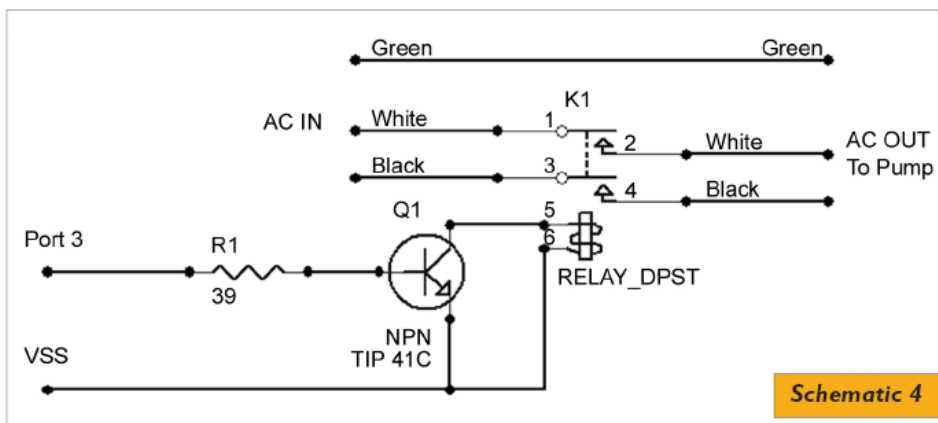 Green Green
K1
AC IN White 1
2 White AC OUT
To Pump
Black 3
4 Black
Q1 5
6
Port 3 R1
RELAY_DPST
39
NPN
TIP 41C
VSS
Schematic 4